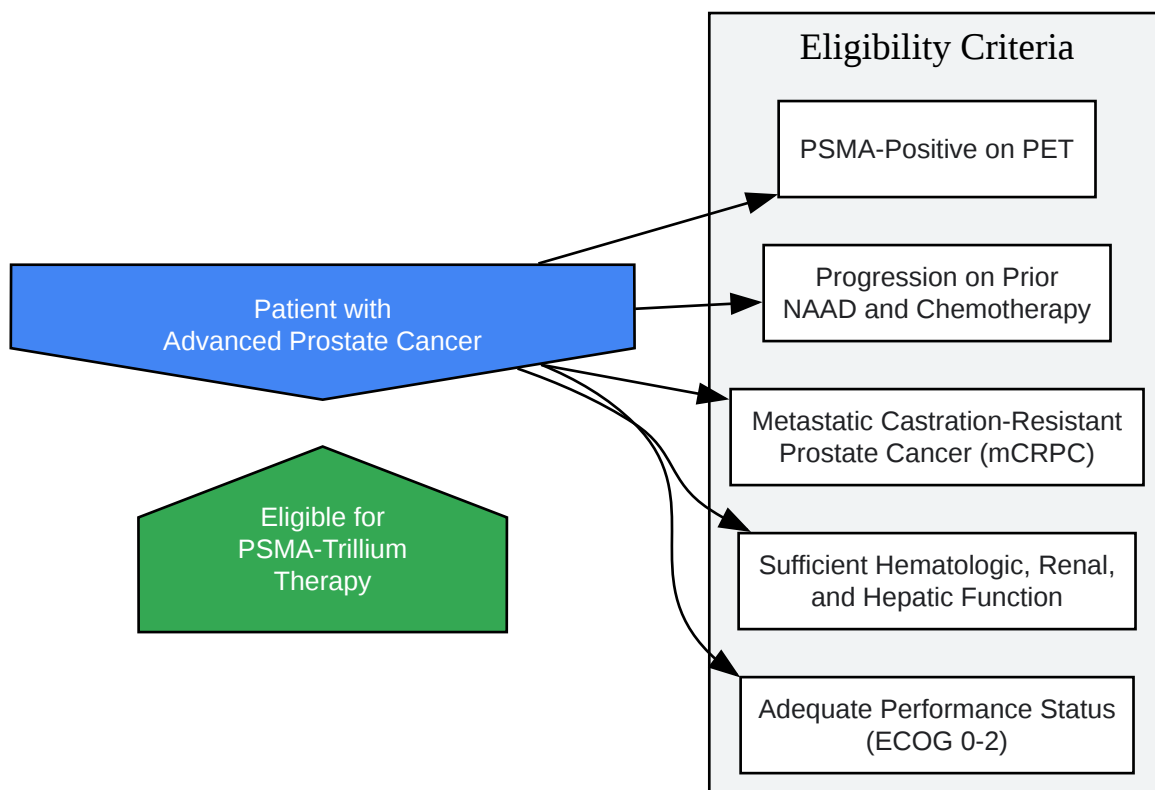 Eligibility Criteria
PSMA-Positive on PET
Progression on Prior
NAAD and Chemotherapy
Patient with
Advanced Prostate Cancer
Metastatic Castration-Resistant
Prostate Cancer (mCRPC)
Eligible for
PSMA-Trillium
Therapy
Sufficient Hematologic, Renal,
and Hepatic Function
Adequate Performance Status
(ECOG 0-2)